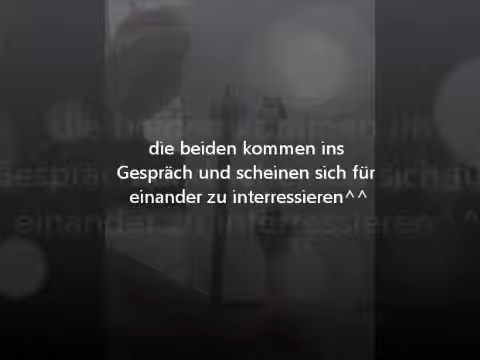 die beiden kommen ins
Gespräch und scheinen sich für
einander zu interressieren^^